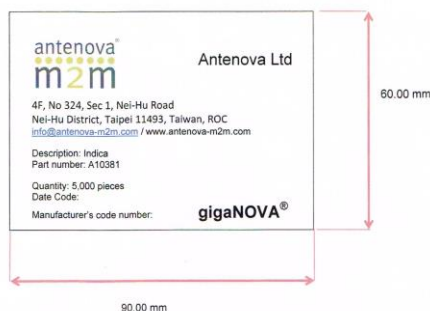 antenova®
m2m
Antenova Ltd
4F, No 324, Sec 1, Nei-Hu Road
Nei-Hu District, Taipei 11493, Taiwan, ROC
info@antenova-m2m.com / www.antenova-m2m.com
Description: Indica
Part number: A10381
Quantity: 5,000 pieces
Date Code:
Manufacturer's code number:
gigaNOVA®
60.00 mm
90.00 mm